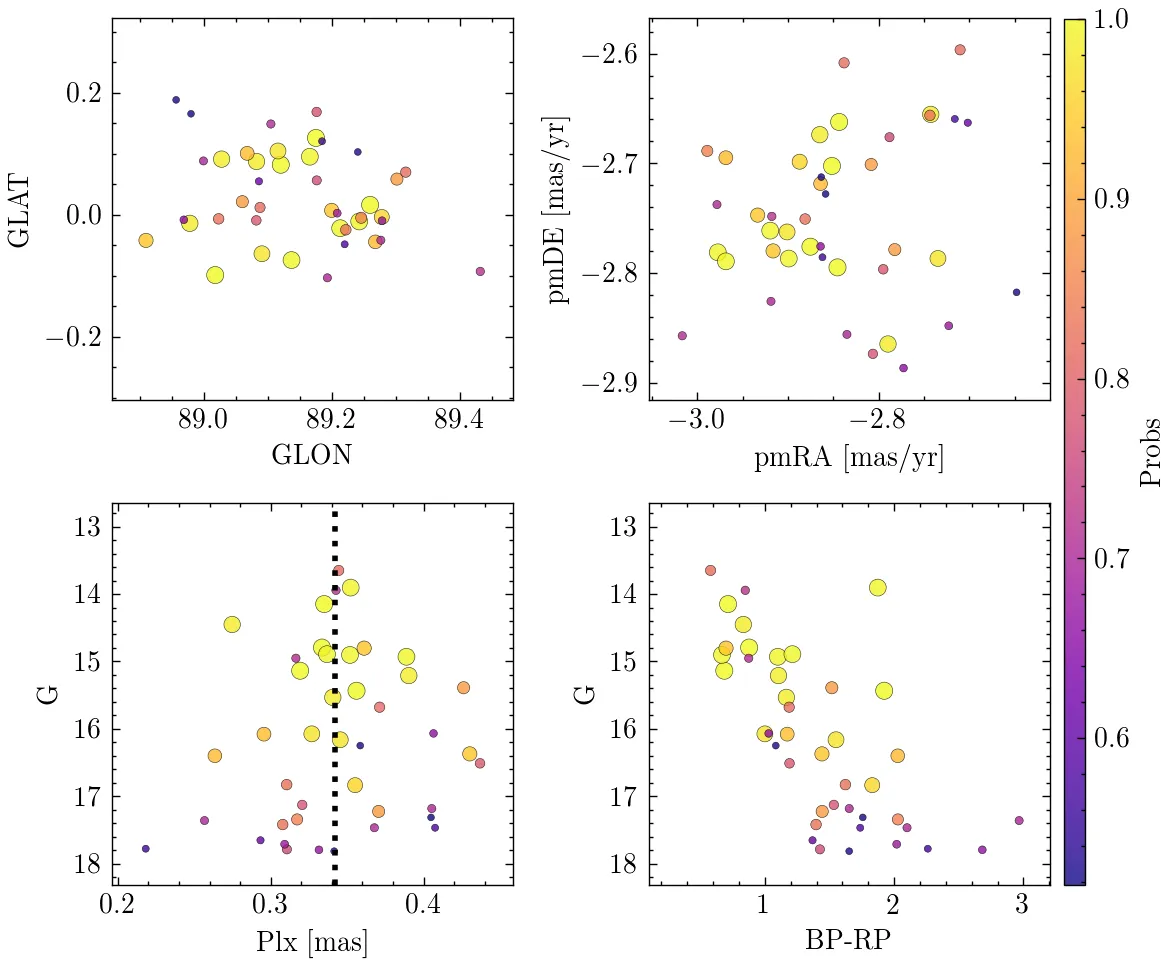 0.2
0.0
−0.2
GLAT
89.0 89.2 89.4
GLON
−2.6
−2.7
−2.8
−2.9
pmDE [mas/yr]
−3.0 −2.8
pmRA [mas/yr]
1.0
0.9
0.8
0.7
0.6
Probs
13
14
15
16
17
18
G
0.2 0.3 0.4
Plx [mas]
13
14
15
16
17
18
G
1 2 3
BP-RP